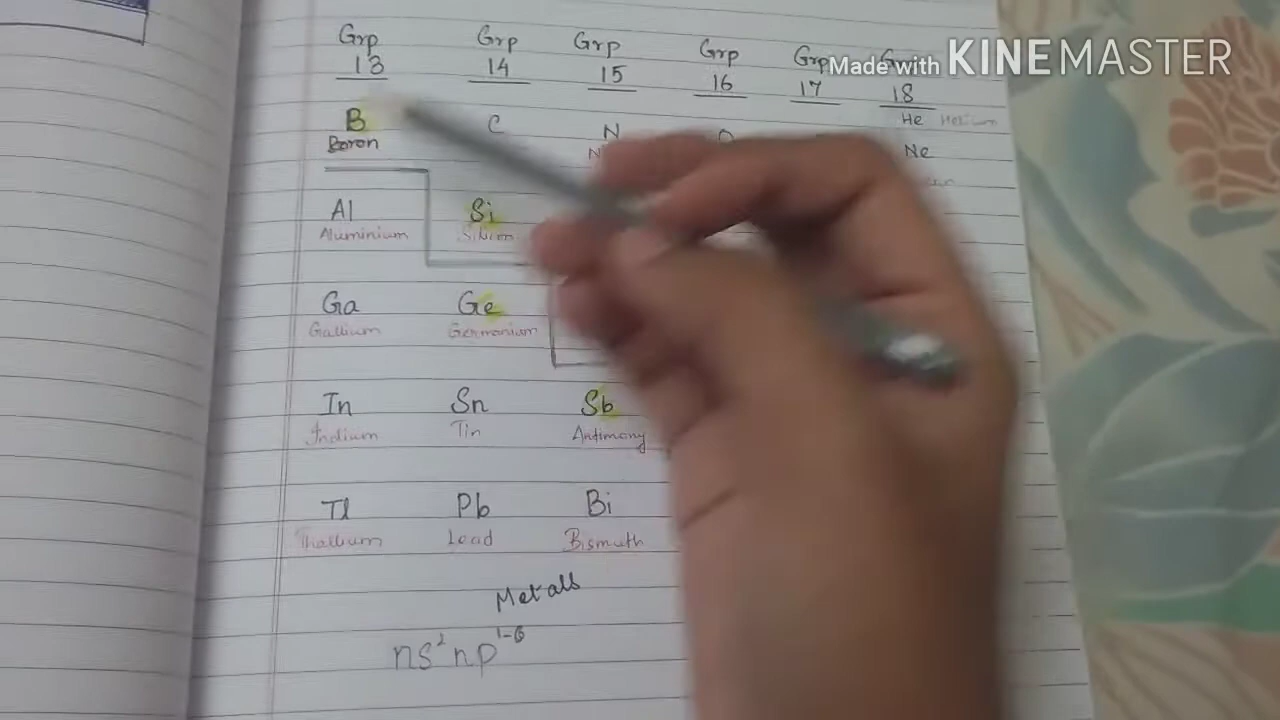 Grp Grp Grp Grp Grp
13 14 15 16 17 18
Made with KINEMASTER
B C N He Helium
Boron Ne
Al Si
Aluminium Silicon
Ga Ge
Gallium Germanium
In Sn Sb
Indium Tin Antimony
Tl Pb Bi
Thallium Lead Bismuth
Metals
ns² np¹⁻⁶